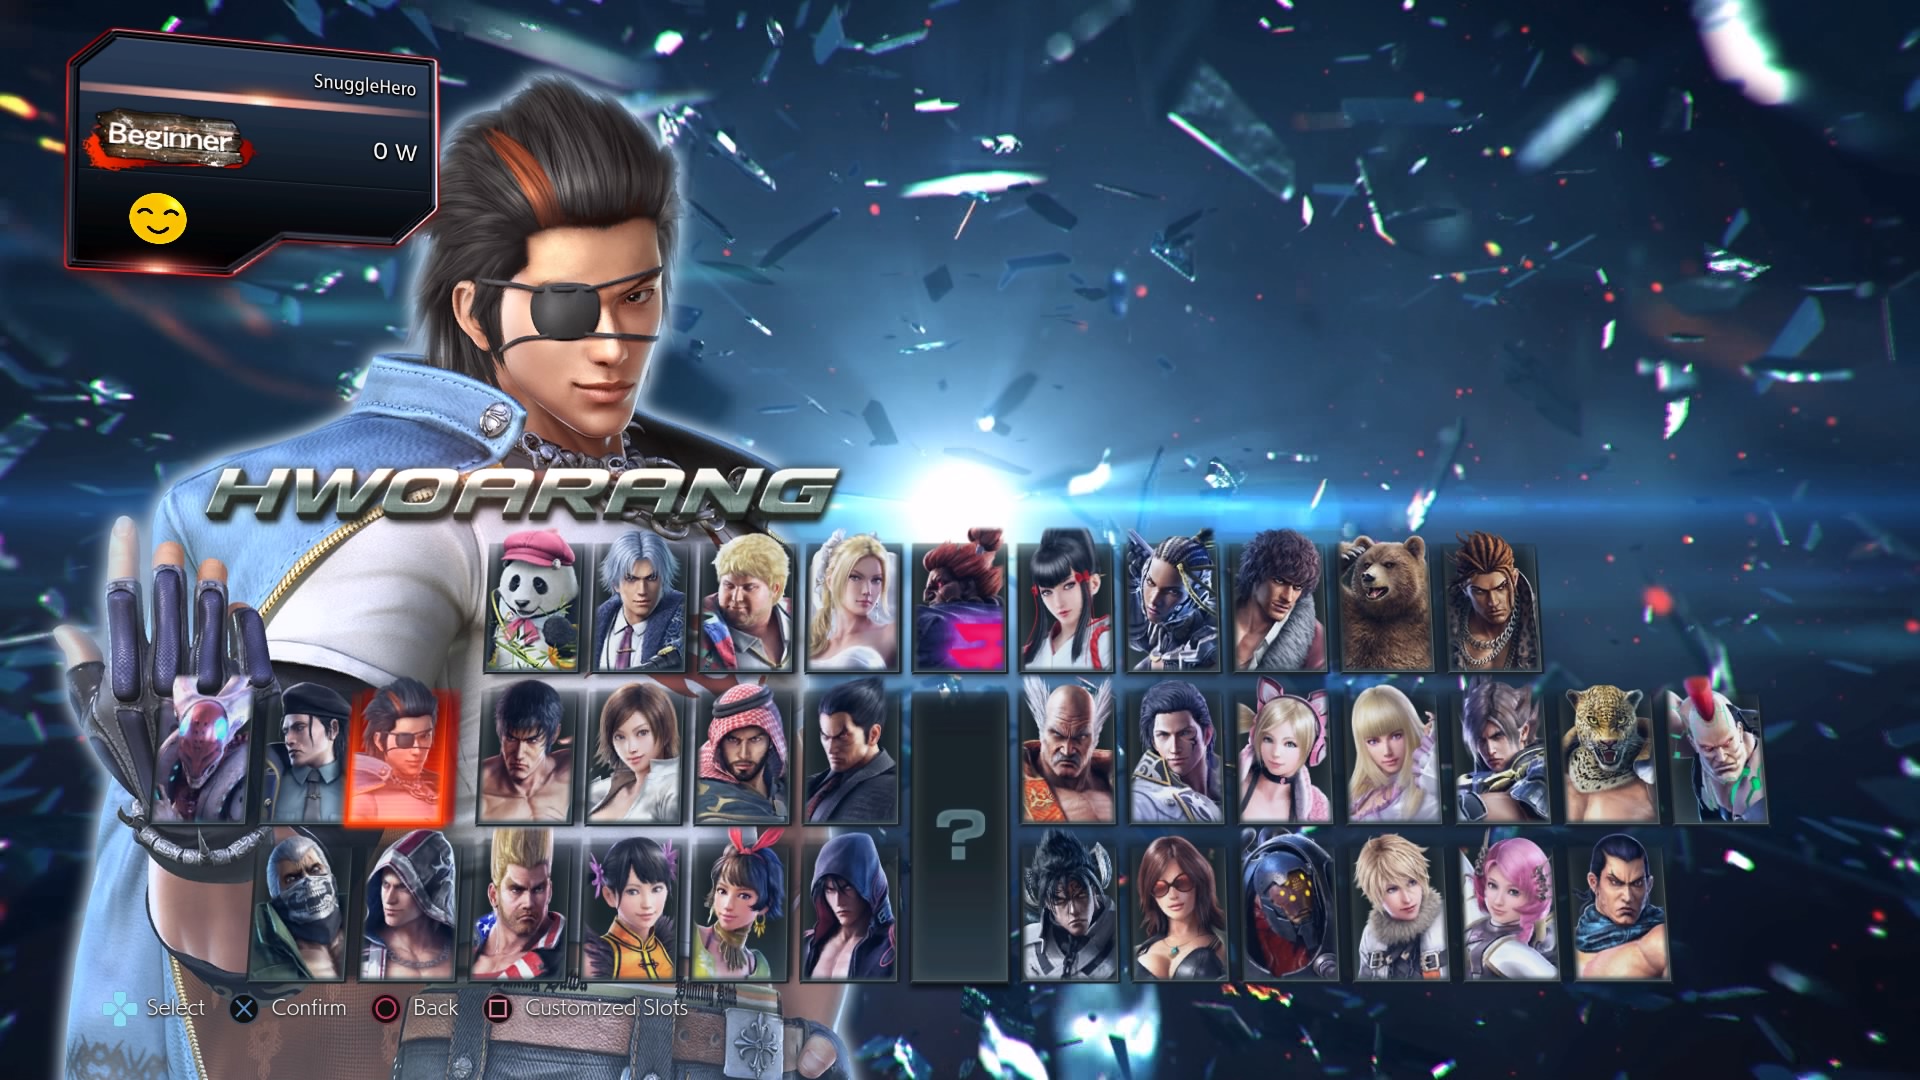 SnuggleHero
Beginner
0 W
HWOARANG
?
Select
Confirm
Back
Customized Slots